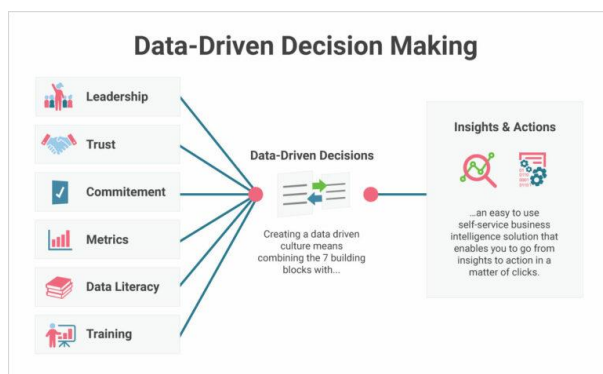 Data-Driven Decision Making
Leadership
Trust
Commitement
Metrics
Data Literacy
Training
Data-Driven Decisions
Creating a data driven
culture means
combining the 7 building
blocks with...
Insights & Actions
...an easy to use
self-service business
intelligence solution that
enables you to go from
insights to action in a
matter of clicks.